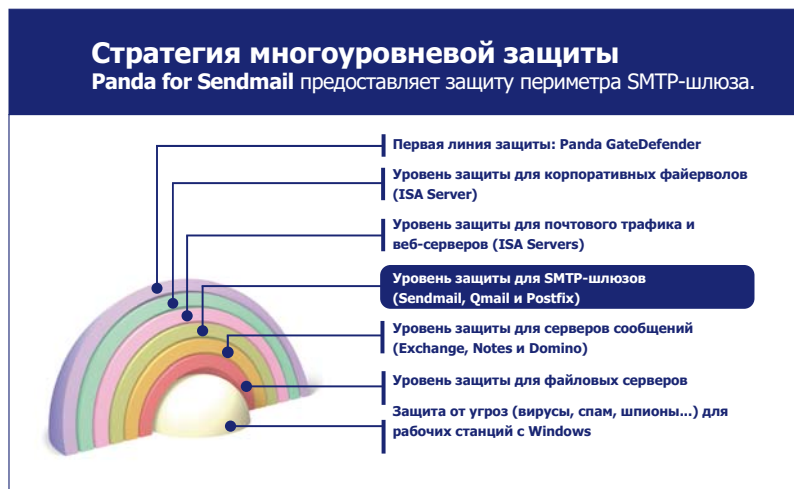 Стратегия многоуровневой защиты
Panda for Sendmail предоставляет защиту периметра SMTP-шлюза.
Первая линия защиты: Panda GateDefender
Уровень защиты для корпоративных файерволов
(ISA Server)
Уровень защиты для почтового трафика и
веб-серверов (ISA Servers)
Уровень защиты для SMTP-шлюзов
(Sendmail, Qmail и Postfix)
Уровень защиты для серверов сообщений
(Exchange, Notes и Domino)
Уровень защиты для файловых серверов
Защита от угроз (вирусы, спам, шпионы...) для
рабочих станций с Windows